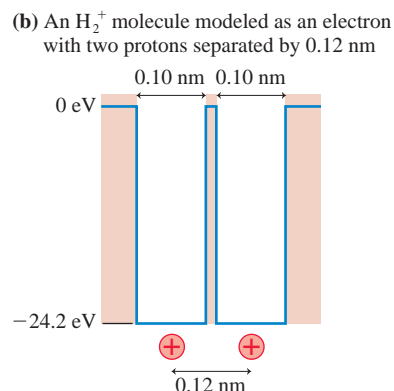 (b) An H₂⁺ molecule modeled as an electron
with two protons separated by 0.12 nm
0.10 nm 0.10 nm
0 eV
−24.2 eV
+ +
0.12 nm